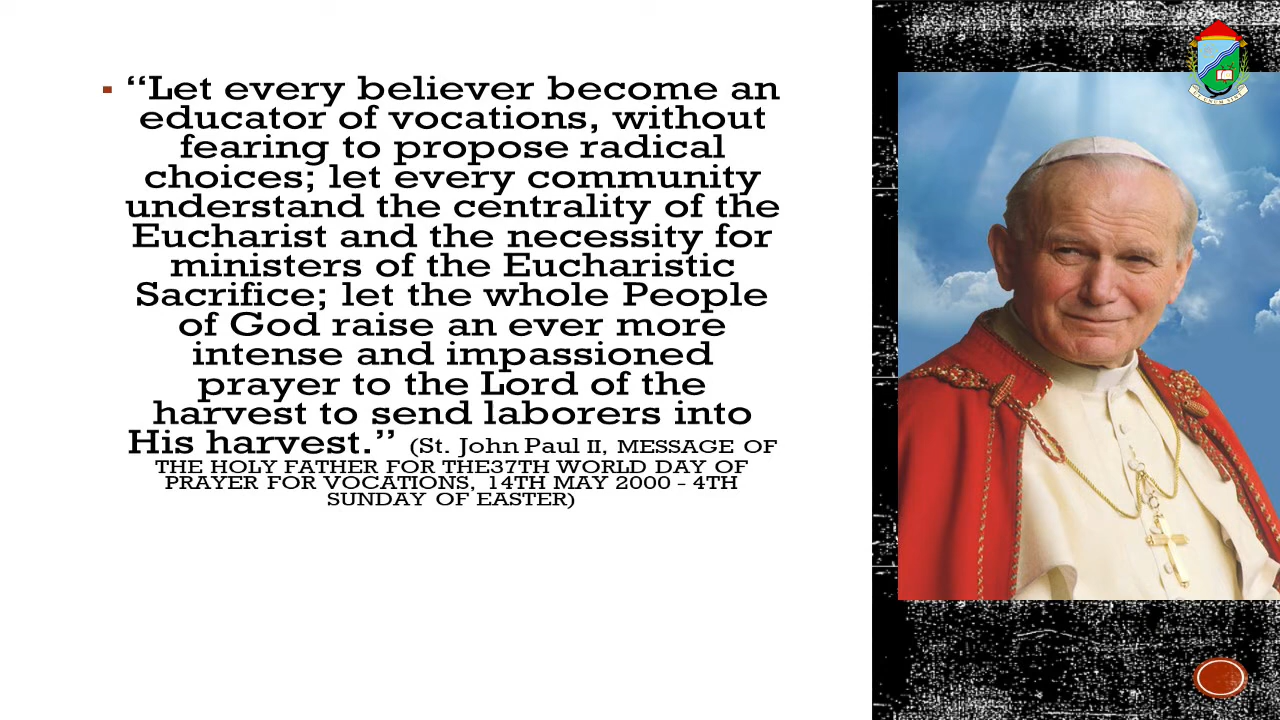 “Let every believer become an
educator of vocations, without
fearing to propose radical
choices; let every community
understand the centrality of the
Eucharist and the necessity for
ministers of the Eucharistic
Sacrifice; let the whole People
of God raise an ever more
intense and impassioned
prayer to the Lord of the
harvest to send laborers into
His harvest.” (St. John Paul II, MESSAGE OF
THE HOLY FATHER FOR THE37TH WORLD DAY OF
PRAYER FOR VOCATIONS, 14TH MAY 2000 – 4TH
SUNDAY OF EASTER)